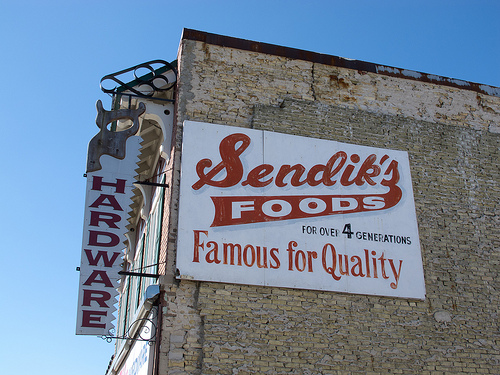 HARDWARE
Sendik's
FOODS
FOR OVER 4 GENERATIONS
Famous for Quality